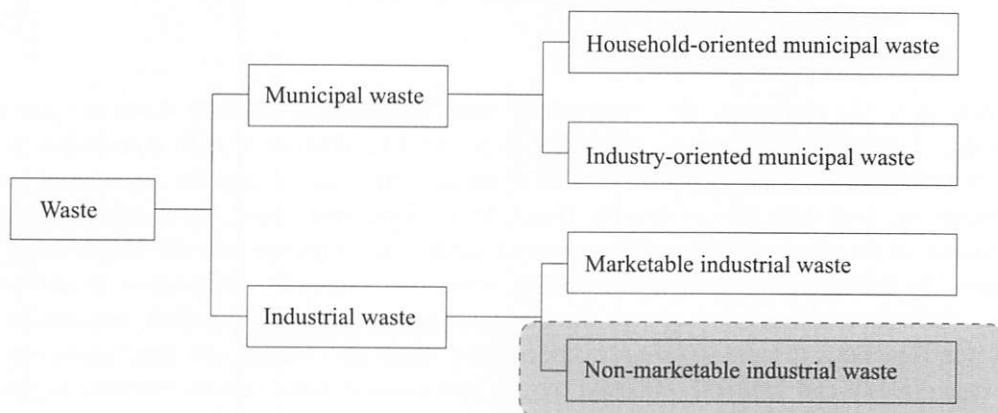 Household-oriented municipal waste
Municipal waste
Industry-oriented municipal waste
Waste
Marketable industrial waste
Industrial waste
Non-marketable industrial waste